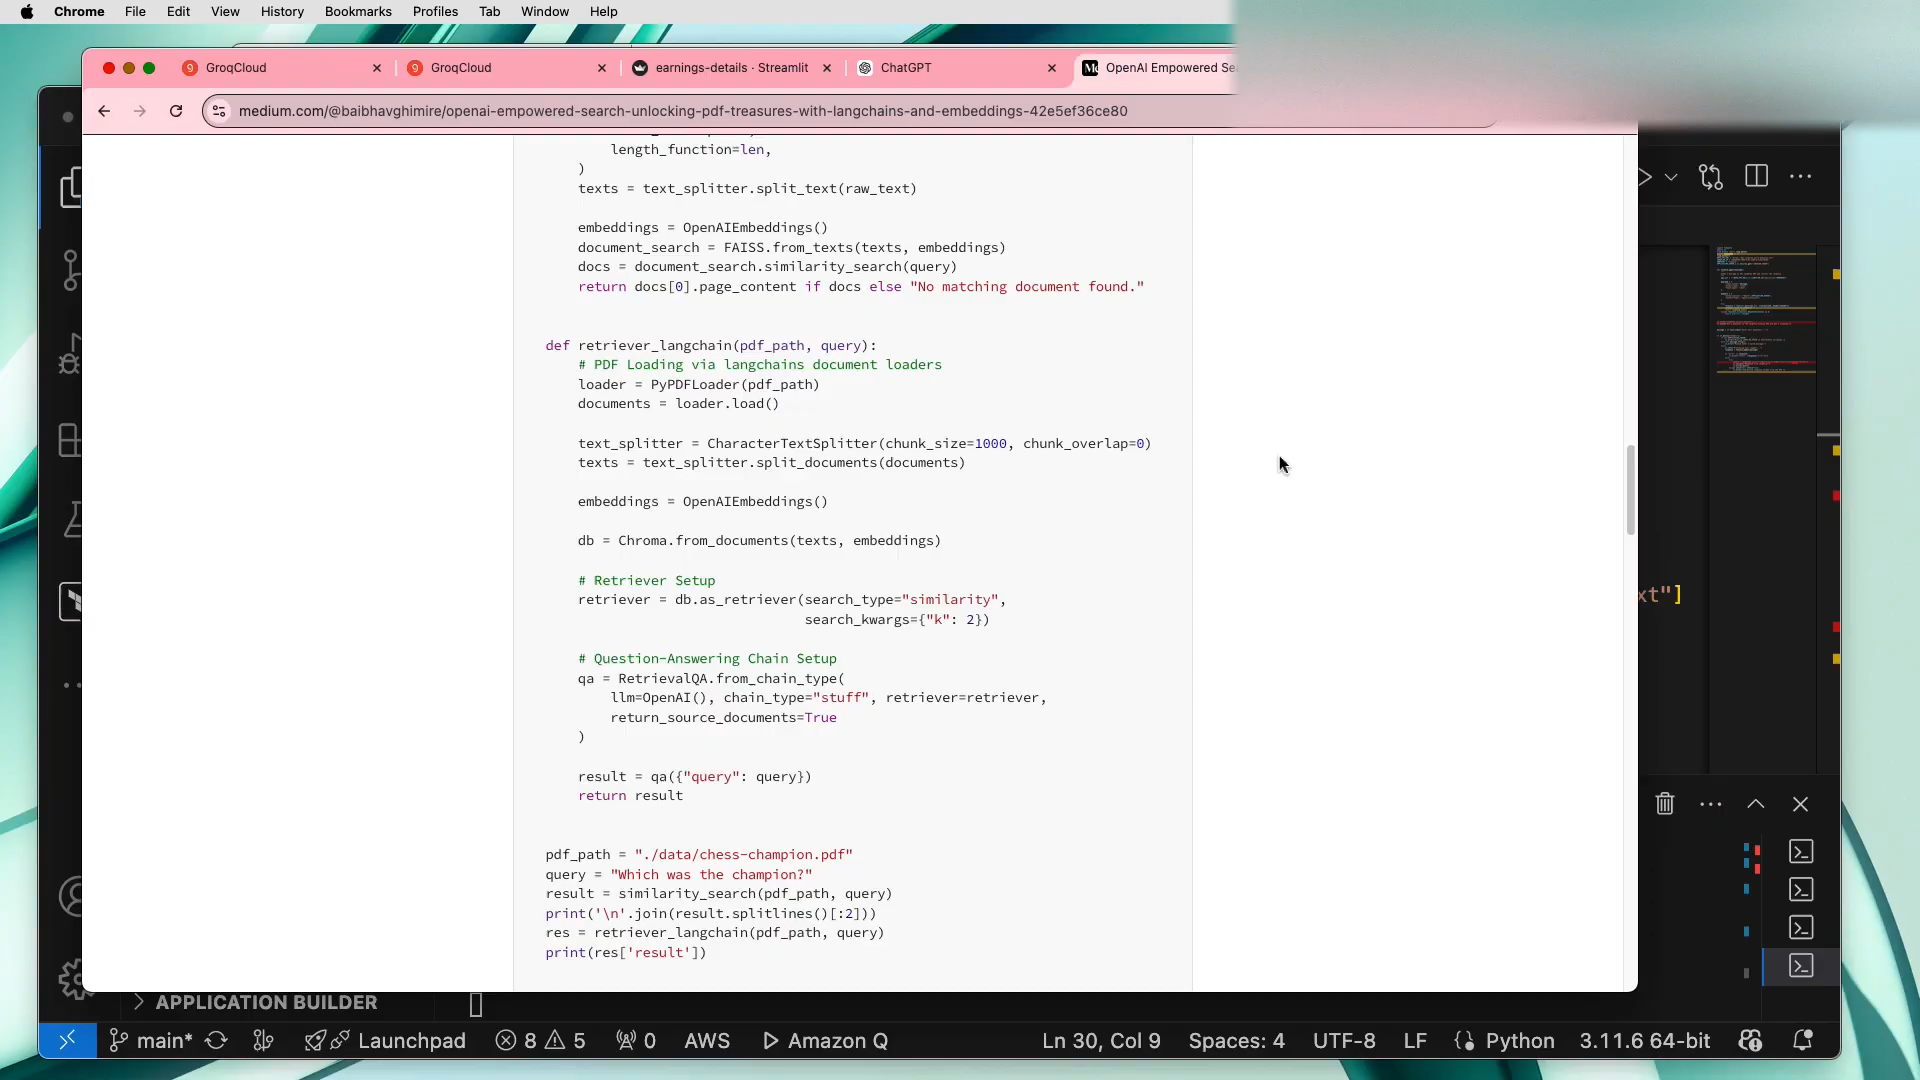 Chrome File Edit View History Bookmarks Profiles Tab Window Help
GroqCloud GroqCloud earnings-details · Streamlit ChatGPT OpenAI Empowered Se
medium.com/@baibhavghimire/openai-empowered-search-unlocking-pdf-treasures-with-langchains-and-embeddings-42e5ef36ce80
length_function=len,
)
texts = text_splitter.split_text(raw_text)
embeddings = OpenAIEmbeddings()
document_search = FAISS.from_texts(texts, embeddings)
docs = document_search.similarity_search(query)
return docs[0].page_content if docs else "No matching document found."
def retriever_langchain(pdf_path, query):
# PDF Loading via langchains document loaders
loader = PyPDFLoader(pdf_path)
documents = loader.load()
text_splitter = CharacterTextSplitter(chunk_size=1000, chunk_overlap=0)
texts = text_splitter.split_documents(documents)
embeddings = OpenAIEmbeddings()
db = Chroma.from_documents(texts, embeddings)
# Retriever Setup
retriever = db.as_retriever(search_type="similarity",
search_kwargs={"k": 2})
xt"]
# Question-Answering Chain Setup
qa = RetrievalQA.from_chain_type(
llm=OpenAI(), chain_type="stuff", retriever=retriever,
return_source_documents=True
)
result = qa({"query": query})
return result
pdf_path = "./data/chess-champion.pdf"
query = "Which was the champion?"
result = similarity_search(pdf_path, query)
print('\n'.join(result.splitlines()[:2]))
res = retriever_langchain(pdf_path, query)
print(res['result'])
APPLICATION BUILDER
main* Launchpad 8 5 0 AWS Amazon Q Ln 30, Col 9 Spaces: 4 UTF-8 LF Python 3.11.6 64-bit